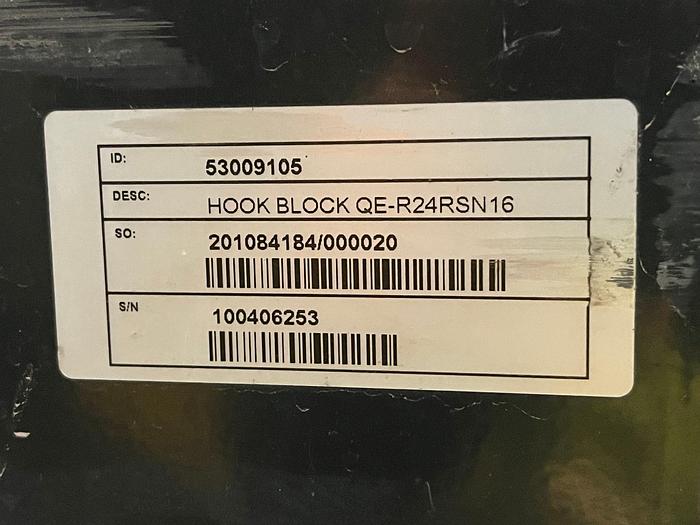 ID: 53009105
DESC: HOOK BLOCK QE-R24RSN16
SO: 201084184/000020
S/N 100406253